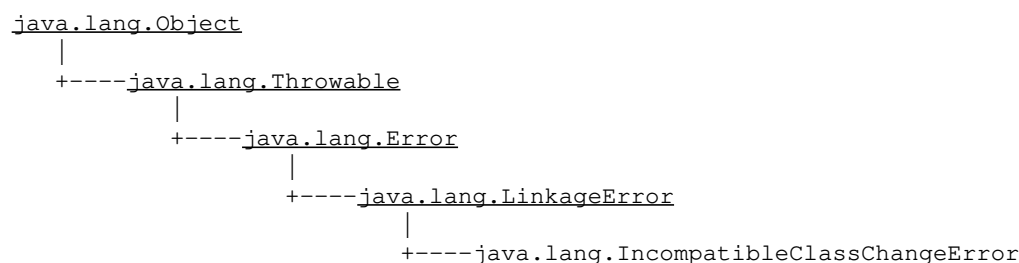 java.lang.Object
|
+----java.lang.Throwable
|
+----java.lang.Error
|
+----java.lang.LinkageError
|
+----java.lang.IncompatibleClassChangeError